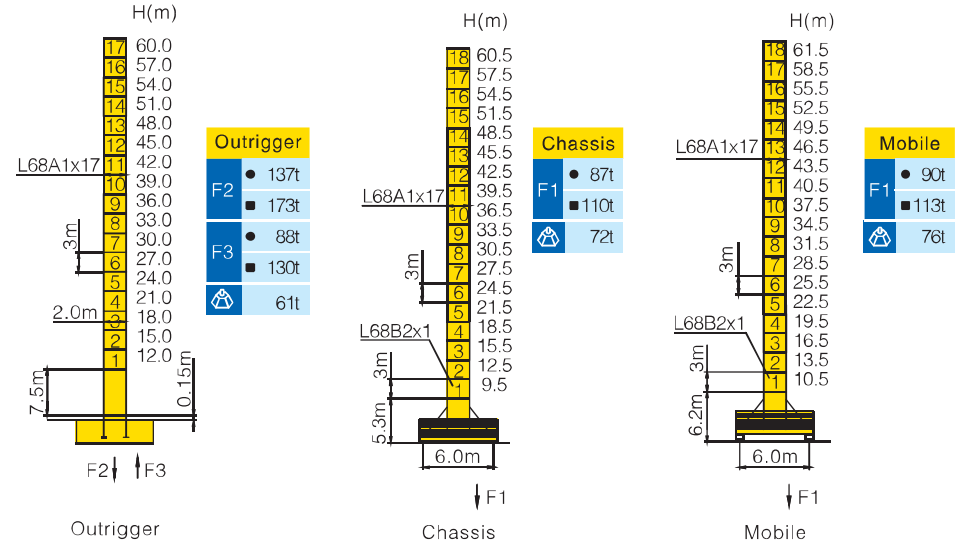 H(m)
17 60.0
16 57.0
15 54.0
14 51.0
13 48.0
12 45.0
11 42.0
L68A1x17
10 39.0
9 36.0
8 33.0
7 30.0
3m
6 27.0
5 24.0
4 21.0
2.0m
3 18.0
2 15.0
1 12.0
7.5m
0.15m
F2 F3
Outrigger
Outrigger
F2 ● 137t
■ 173t
F3 ● 88t
■ 130t
61t
H(m)
18 60.5
17 57.5
16 54.5
15 51.5
14 48.5
13 45.5
12 42.5
11 39.5
L68A1x17
10 36.5
9 33.5
8 30.5
7 27.5
3m
6 24.5
5 21.5
4 18.5
L68B2x1
3 15.5
2 12.5
3m
1 9.5
5.3m
6.0m
F1
Chassis
Chassis
F1 ● 87t
■ 110t
72t
H(m)
18 61.5
17 58.5
16 55.5
15 52.5
14 49.5
13 46.5
L68A1x17
12 43.5
11 40.5
10 37.5
9 34.5
8 31.5
7 28.5
3m
6 25.5
5 22.5
4 19.5
L68B2x1
3 16.5
2 13.5
3m
1 10.5
6.2m
6.0m
F1
Mobile
Mobile
F1 ● 90t
■ 113t
76t